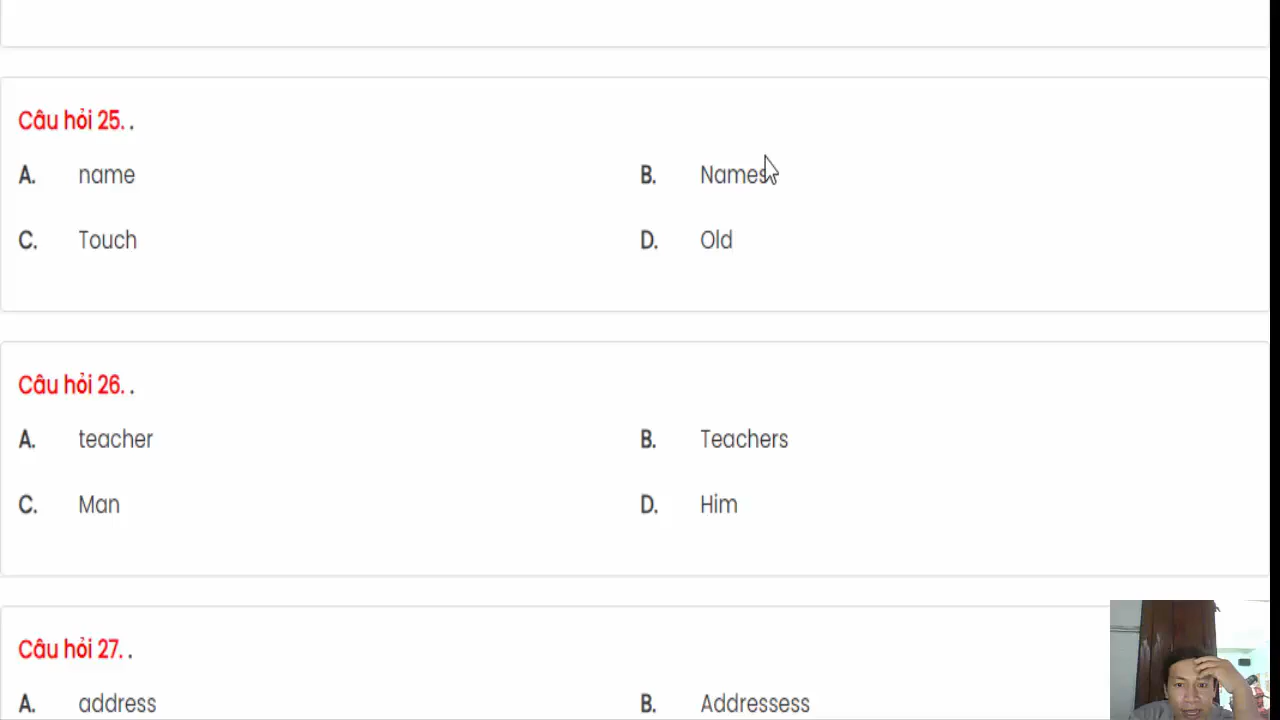 Câu hỏi 25. .
A. name B. Names
C. Touch D. Old
Câu hỏi 26. .
A. teacher B. Teachers
C. Man D. Him
Câu hỏi 27. .
A. address B. Addressess